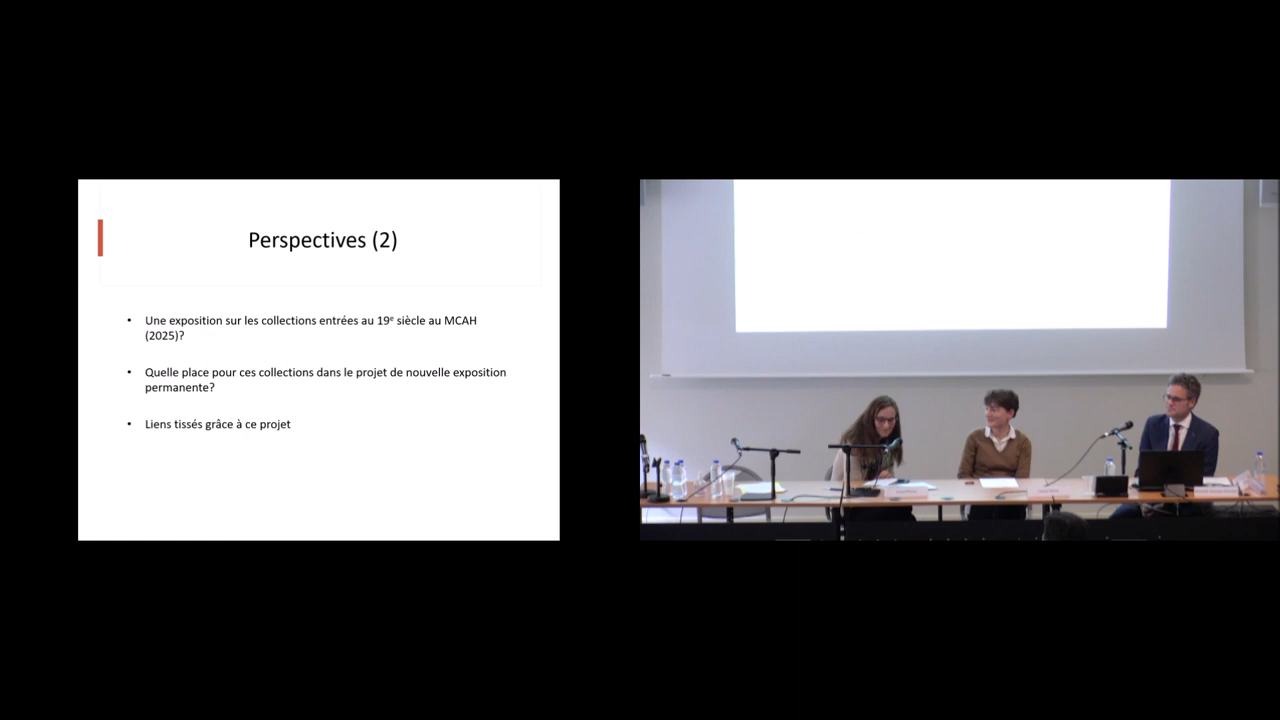 Perspectives (2)
• Une exposition sur les collections entrées au 19e siècle au MCAH
(2025)?
• Quelle place pour ces collections dans le projet de nouvelle exposition
permanente?
• Liens tissés grâce à ce projet